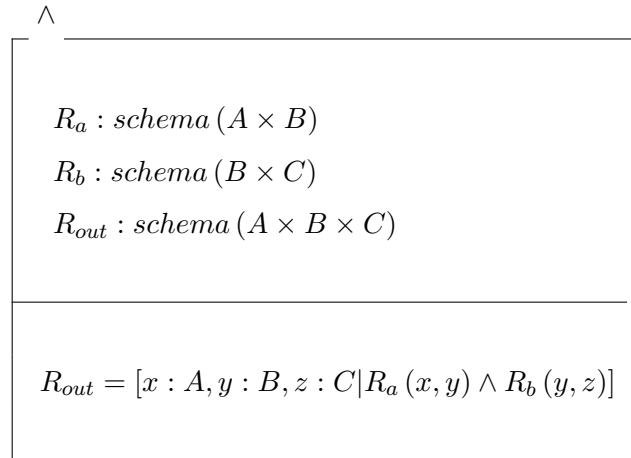 ∧
R_a : schema (A × B)
R_b : schema (B × C)
R_out : schema (A × B × C)
R_out = [x : A, y : B, z : C|R_a (x, y) ∧ R_b (y, z)]